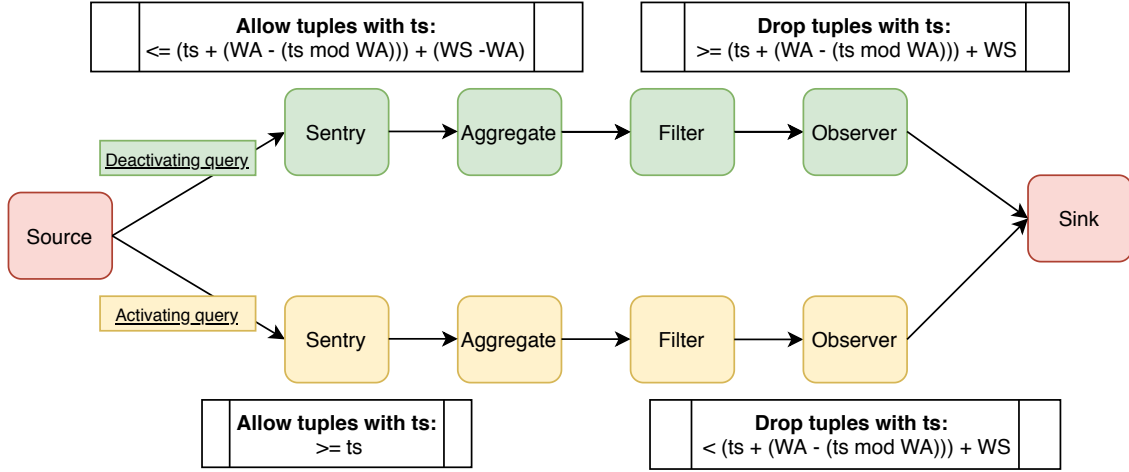 Allow tuples with ts:
<= (ts + (WA - (ts mod WA))) + (WS -WA)
Drop tuples with ts:
>= (ts + (WA - (ts mod WA))) + WS
Deactivating query
Sentry
Aggregate
Filter
Observer
Source
Sink
Activating query
Sentry
Aggregate
Filter
Observer
Allow tuples with ts:
>= ts
Drop tuples with ts:
< (ts + (WA - (ts mod WA))) + WS